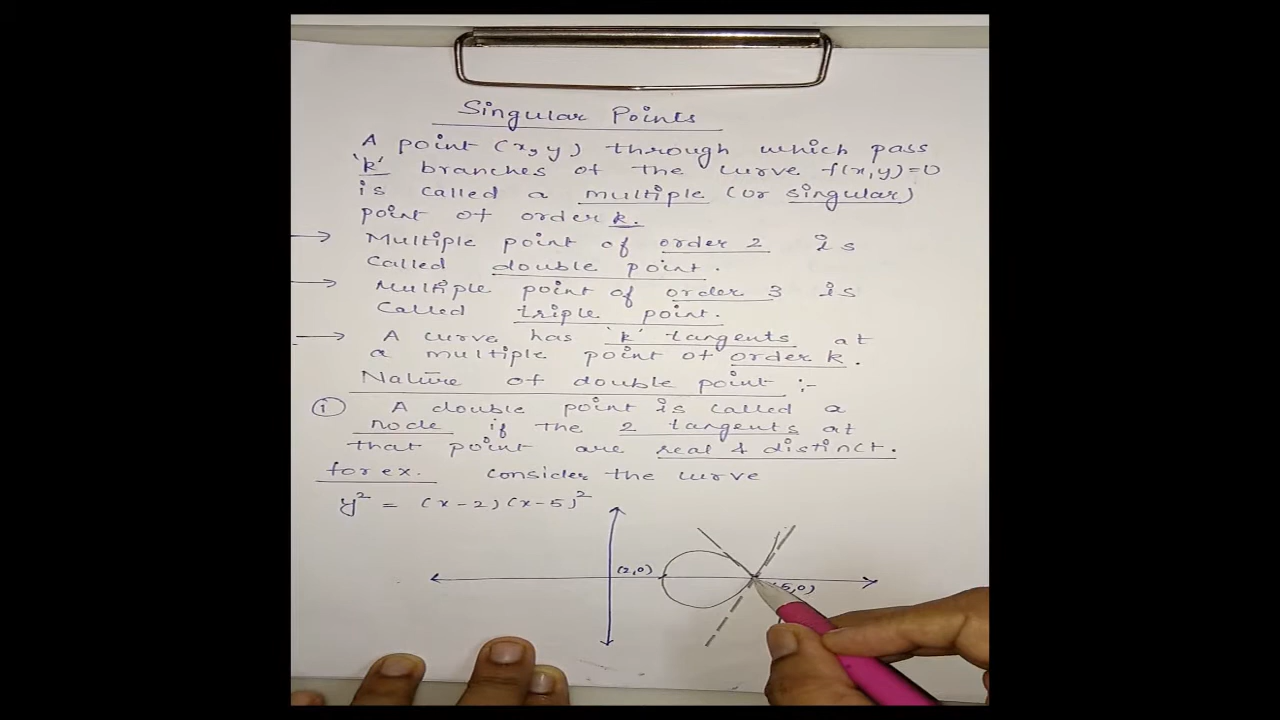 Singular Points
A point (x, y) through which pass
'k' branches of the curve f(x,y)=0
is called a multiple (or singular)
point of order k.
→ Multiple point of order 2 is
called double point.
→ Multiple point of order 3 is
called triple point.
→ A curve has 'k' tangents at
a multiple point of order k.
Nature of double point :-
① A double point is called a
node if the 2 tangents at
that point are real & distinct.
for ex. consider the curve
y² = (x-2)(x-5)²
(2,0)
5,0)